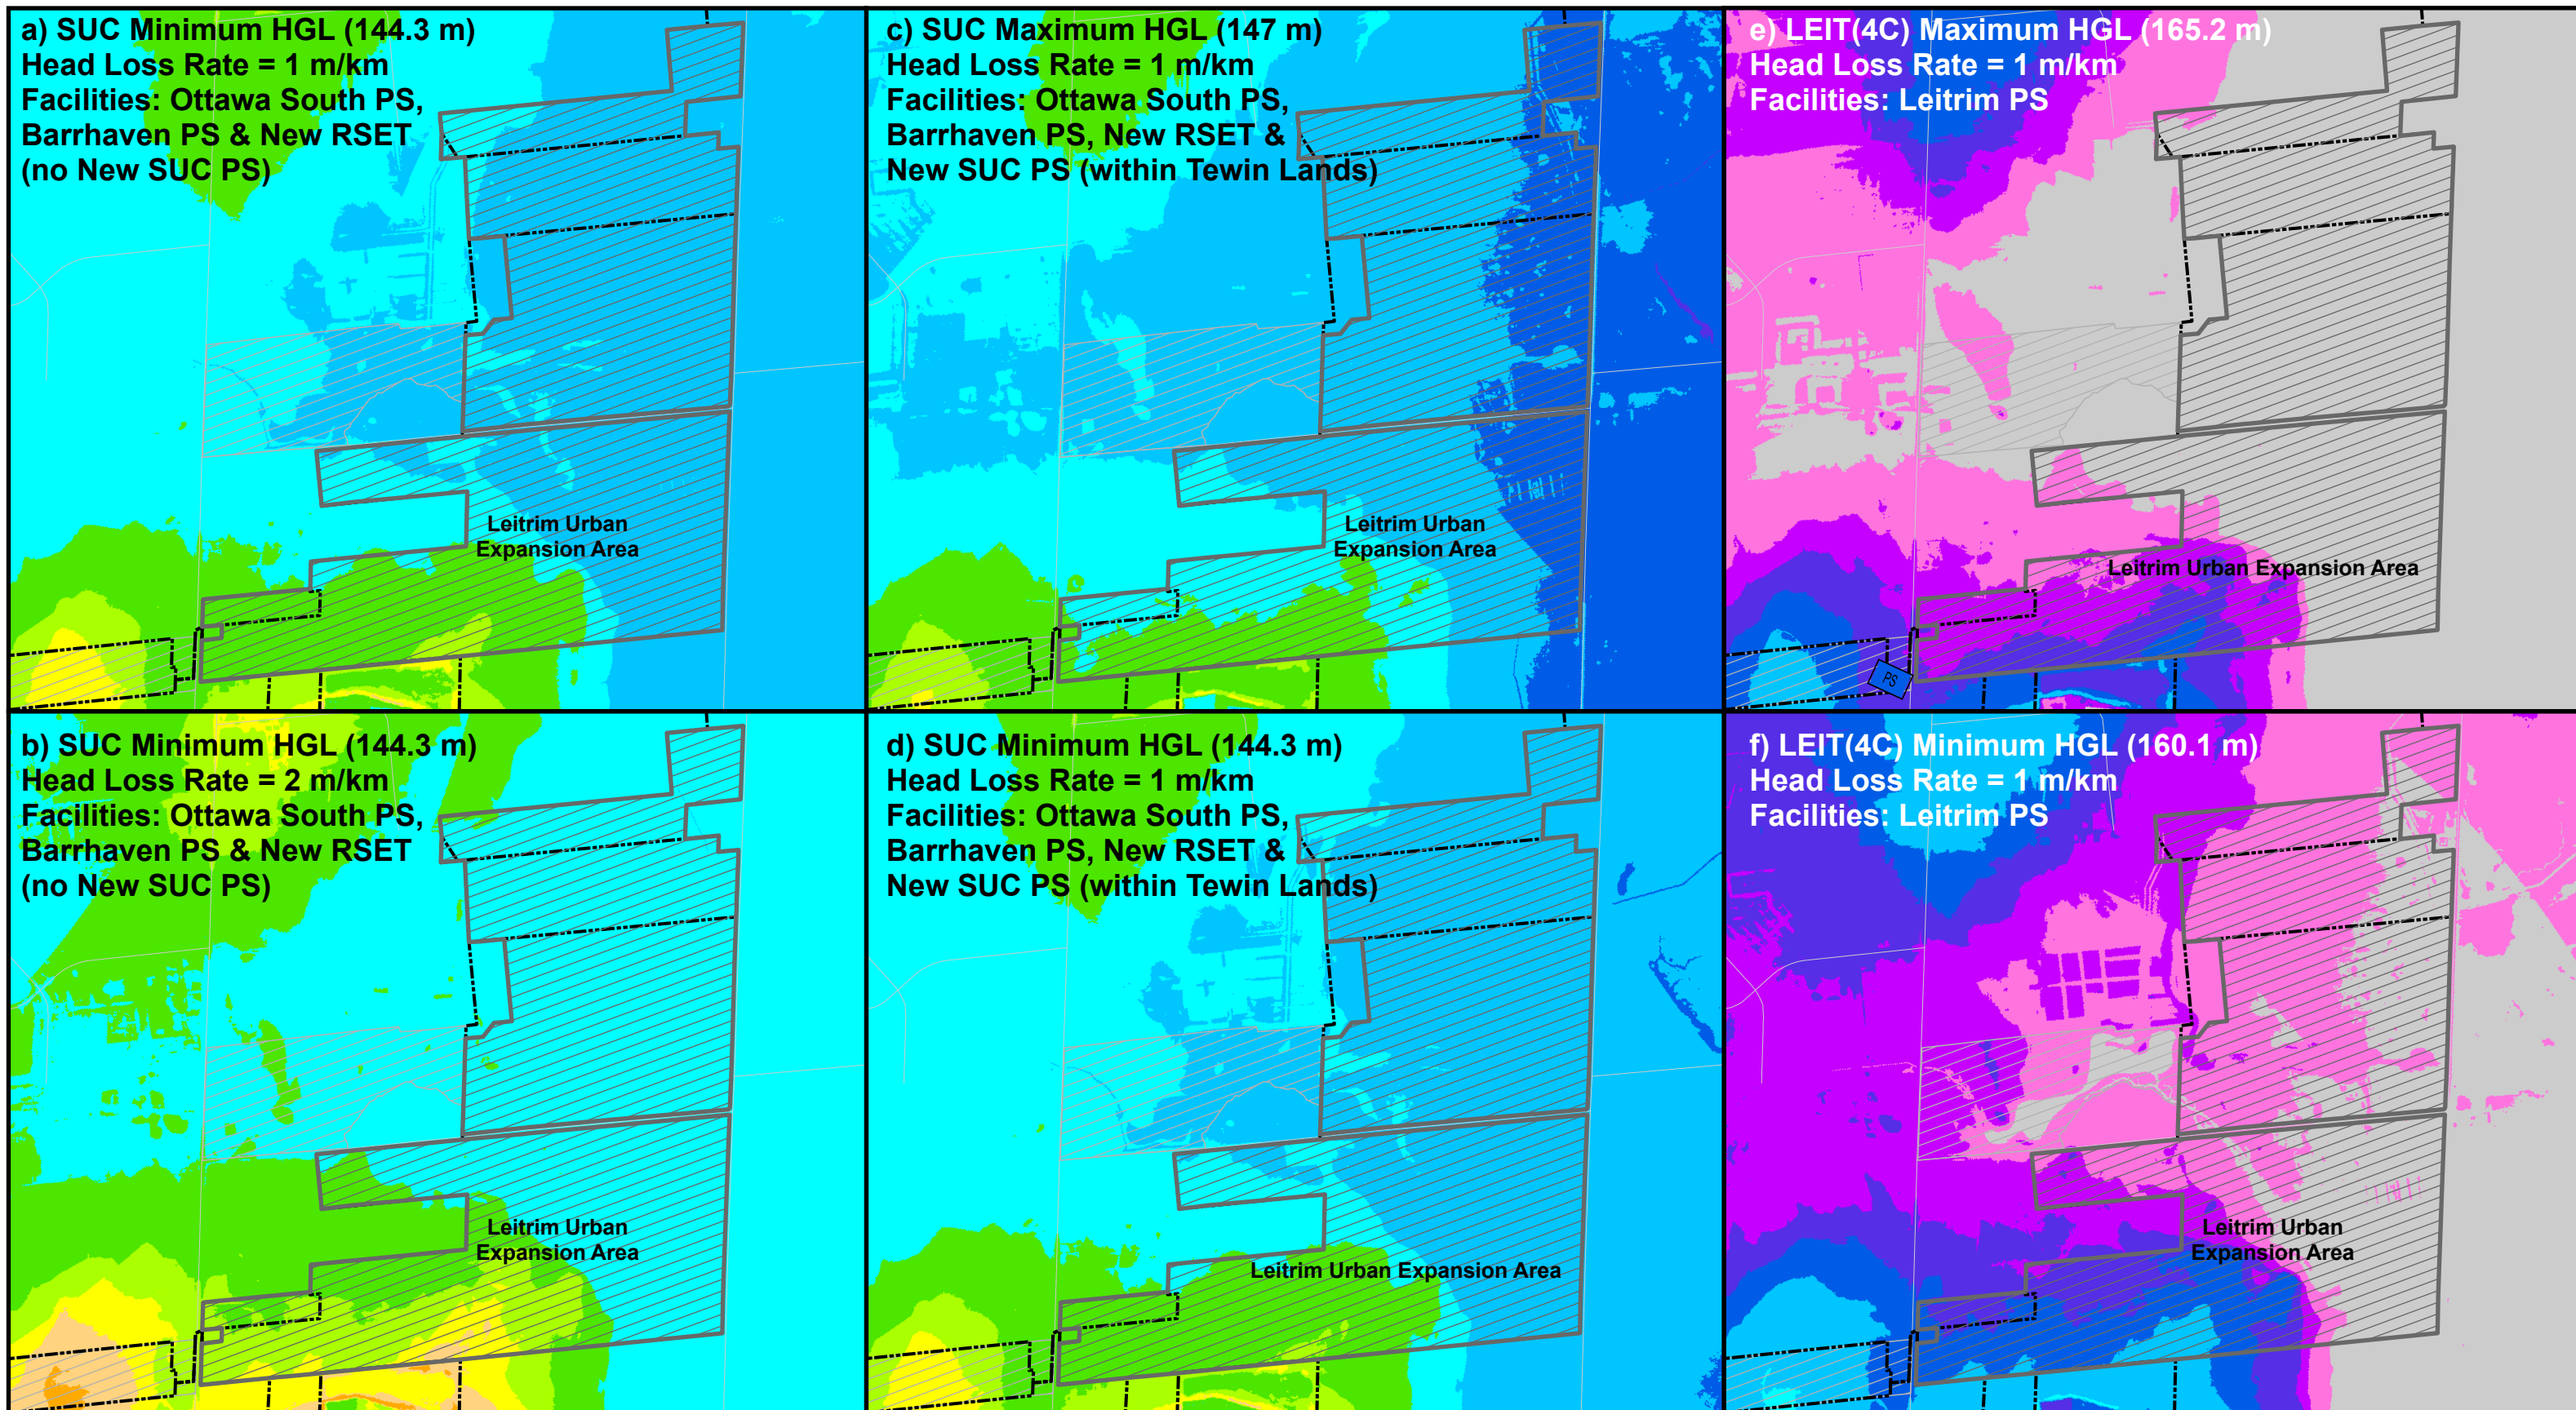 a) SUC Minimum HGL (144.3 m)
Head Loss Rate = 1 m/km
Facilities: Ottawa South PS,
Barrhaven PS & New RSET
(no New SUC PS)
Leitrim Urban
Expansion Area
c) SUC Maximum HGL (147 m)
Head Loss Rate = 1 m/km
Facilities: Ottawa South PS,
Barrhaven PS, New RSET &
New SUC PS (within Tewin Lands)
Leitrim Urban
Expansion Area
e) LEIT(4C) Maximum HGL (165.2 m)
Head Loss Rate = 1 m/km
Facilities: Leitrim PS
Leitrim Urban Expansion Area
PS
b) SUC Minimum HGL (144.3 m)
Head Loss Rate = 2 m/km
Facilities: Ottawa South PS,
Barrhaven PS & New RSET
(no New SUC PS)
Leitrim Urban
Expansion Area
d) SUC Minimum HGL (144.3 m)
Head Loss Rate = 1 m/km
Facilities: Ottawa South PS,
Barrhaven PS, New RSET &
New SUC PS (within Tewin Lands)
Leitrim Urban Expansion Area
f) LEIT(4C) Minimum HGL (160.1 m)
Head Loss Rate = 1 m/km
Facilities: Leitrim PS
Leitrim Urban
Expansion Area